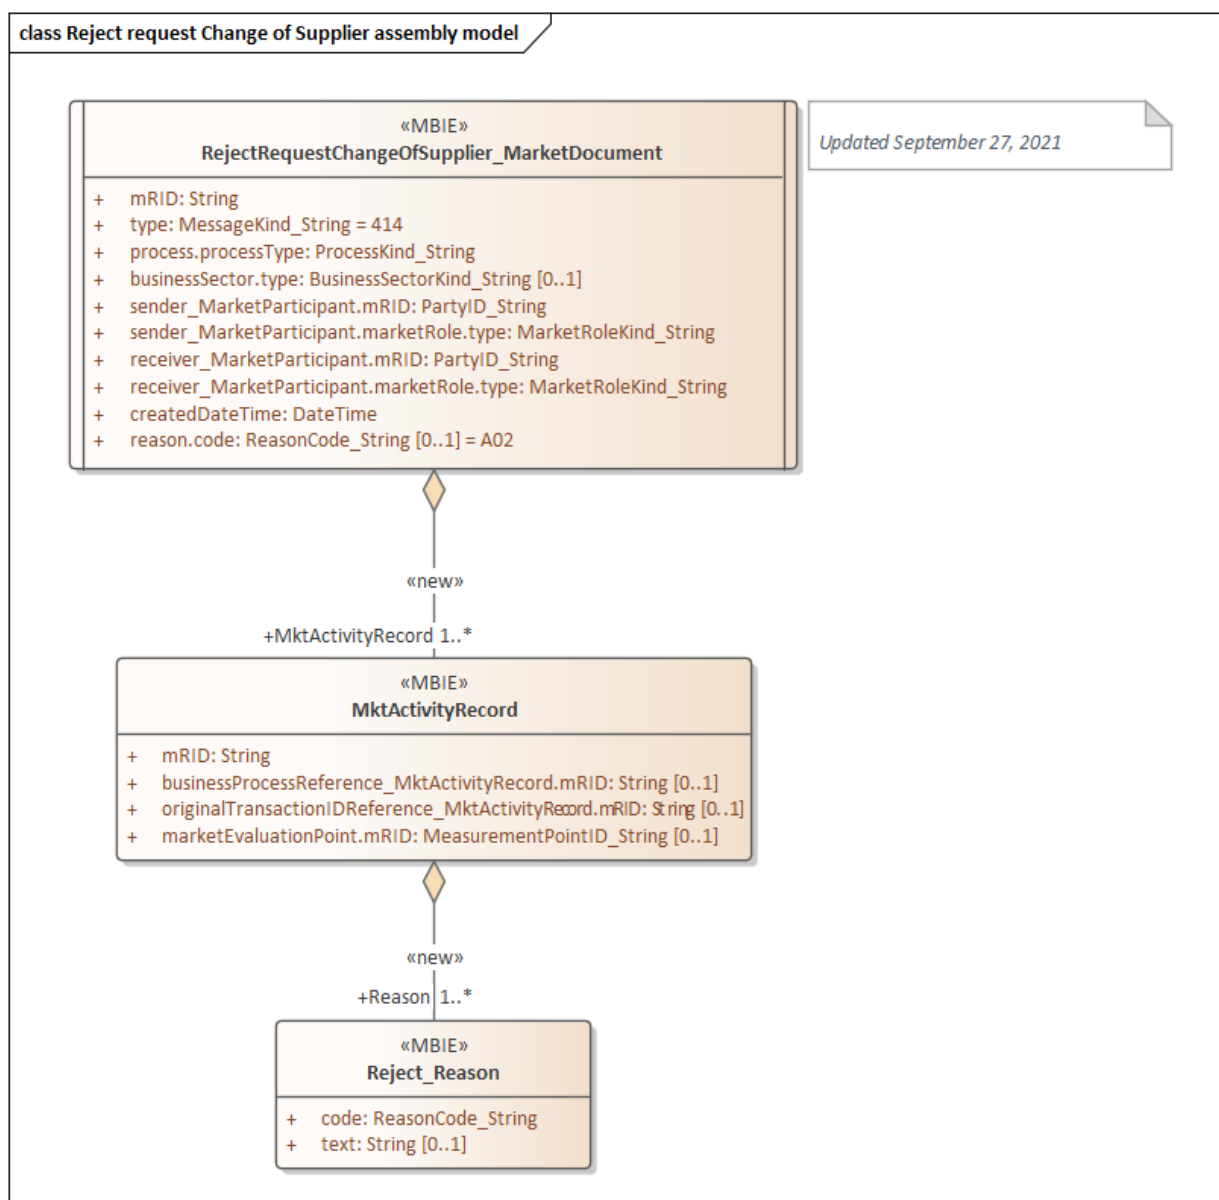 class Reject request Change of Supplier assembly model
«MBIE»
RejectRequestChangeOfSupplier_MarketDocument
+ mRID: String
+ type: MessageKind_String = 414
+ process.processType: ProcessKind_String
+ businessSector.type: BusinessSectorKind_String [0..1]
+ sender_MarketParticipant.mRID: PartyID_String
+ sender_MarketParticipant.marketRole.type: MarketRoleKind_String
+ receiver_MarketParticipant.mRID: PartyID_String
+ receiver_MarketParticipant.marketRole.type: MarketRoleKind_String
+ createdDateTime: DateTime
+ reason.code: ReasonCode_String [0..1] = A02
Updated September 27, 2021
«new»
+MktActivityRecord 1..*
«MBIE»
MktActivityRecord
+ mRID: String
+ businessProcessReference_MktActivityRecord.mRID: String [0..1]
+ originalTransactionIDReference_MktActivityRecord.mRID: String [0..1]
+ marketEvaluationPoint.mRID: MeasurementPointID_String [0..1]
«new»
+Reason 1..*
«MBIE»
Reject_Reason
+ code: ReasonCode_String
+ text: String [0..1]